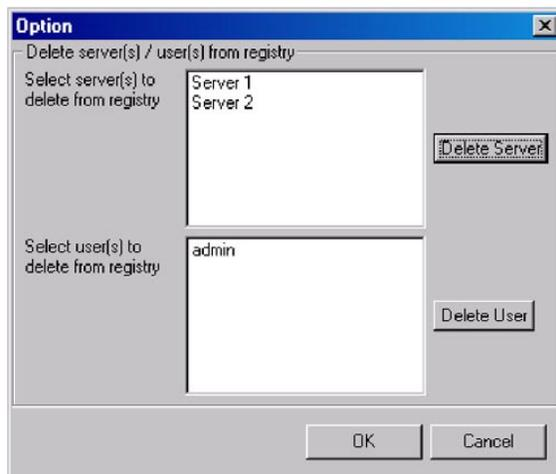 Option
Delete server(s) / user(s) from registry
Select server(s) to
delete from registry
Server 1
Server 2
Delete Server
Select user(s) to
delete from registry
admin
Delete User
OK
Cancel